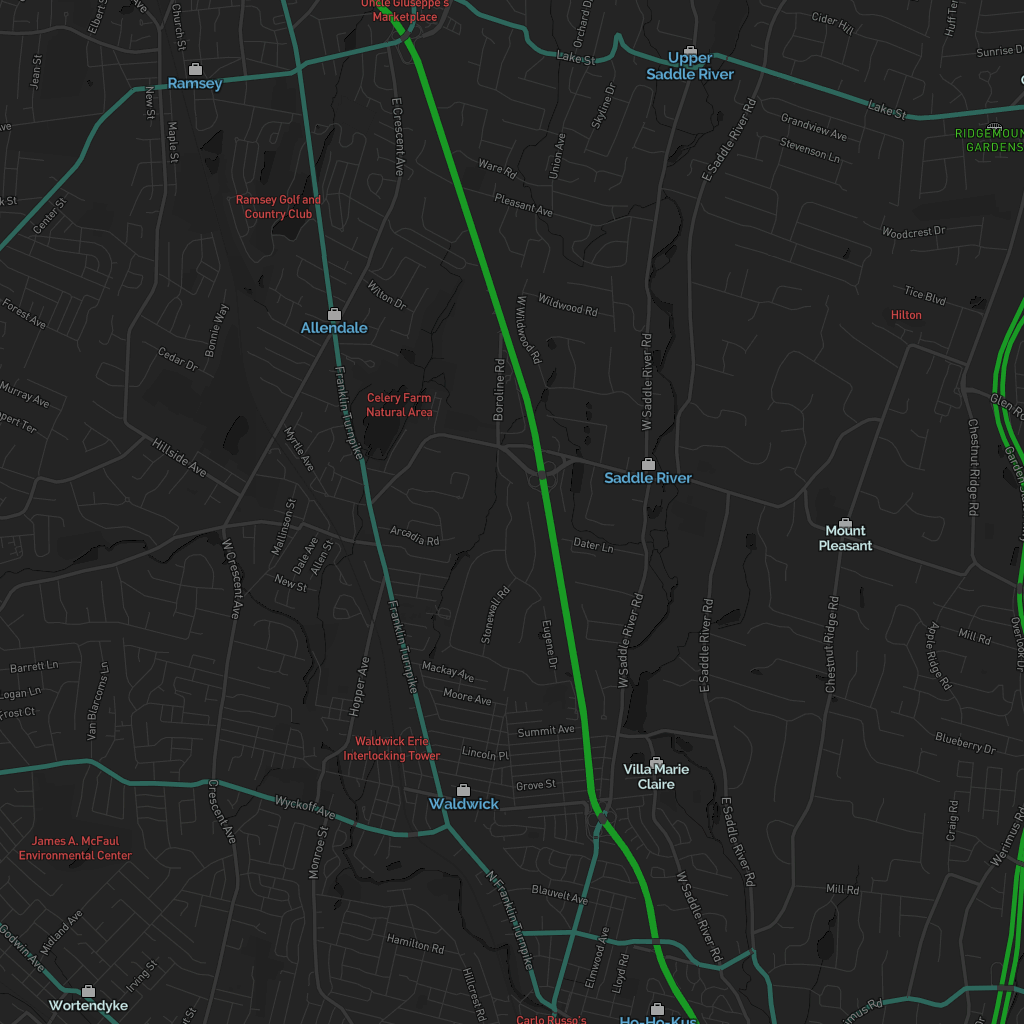 Uncle Giuseppe's
Marketplace
Church St
Orchard D
Cider Hill
Huff Ter
Sunrise D
Jean St
Lake St
Upper
Saddle River
Ramsey
New St
Maple St
E Crescent Ave
Skyline Dr
E Saddle River Rd
Lake St
Grandview Ave
Stevenson Ln
RIDGEMOUN
GARDENS
Union Ave
Ware Rd
Pleasant Ave
k St
Center St
Ramsey Golf and
Country Club
Woodcrest Dr
Tice Blvd
Hilton
Wilton Dr
Wildwood Rd
W Wildwood Rd
Forest Ave
Bonnie Way
Allendale
Cedar Dr
Franklin Turnpike
Boroline Rd
W Saddle River Rd
Murray Ave
pert Ter
Celery Farm
Natural Area
Glen Ro
Chestnut Ridge Rd
Hillside Ave
Myrtle Ave
Saddle River
Mallinson St
Mount
Pleasant
Arcadia Rd
Dater Ln
Dale Ave
Allen St
New St
W Crescent Ave
Stonewall Rd
Franklin Turnpike
Eugene Dr
W Saddle River Rd
E Saddle River Rd
Chestnut Ridge Rd
Apple Ridge Rd
Mill Rd
Overlook Dr
Barrett Ln
Logan Ln
Frost Ct
Van Blarcoms Ln
Hopper Ave
Mackay Ave
Moore Ave
Summit Ave
Waldwick Erie
Interlocking Tower
Lincoln Pl
Blueberry Dr
Villa Marie
Claire
Grove St
Waldwick
Wyckoff Ave
Crescent Ave
Monroe St
James A. McFaul
Environmental Center
E Saddle River Rd
Craig Rd
Werimus Rd
N Franklin Turnpike
Blauvelt Ave
W Saddle River Rd
Mill Rd
Godwin Ave
Midland Ave
Hamilton Rd
Elmwood Ave
Lloyd Rd
Irving St
Hillcrest Rd
Wortendyke
Carlo Russo's
Ho-Ho-Kus